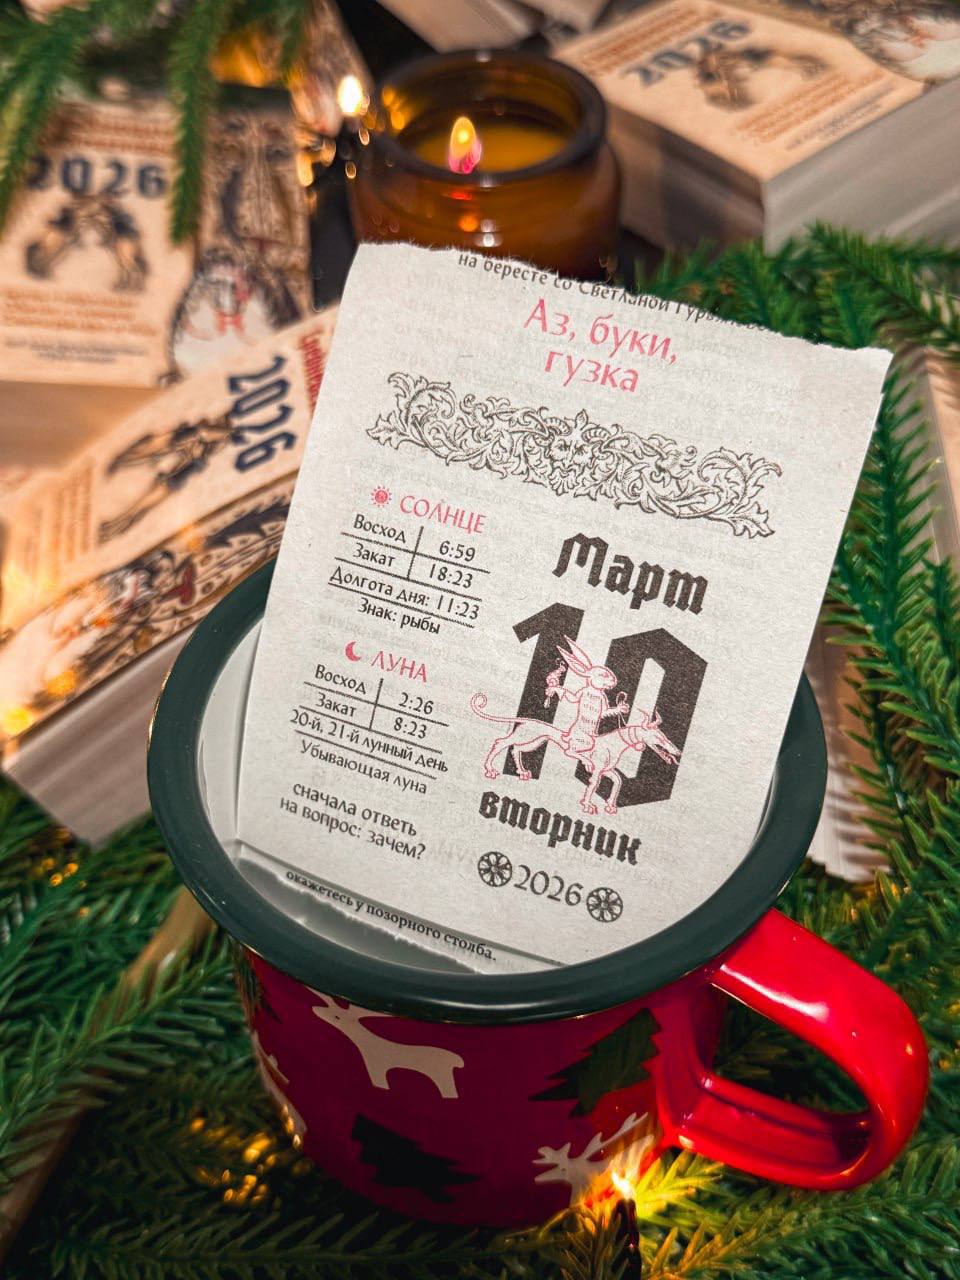 2026
2026
2026
на бересте со Светланой
Аз, буки,
гузка
СОЛНЦЕ
Восход 6:59
Закат 18:23
Долгота дня: 11:23
Знак: рыбы
ЛУНА
Восход 2:26
Закат 8:23
20-й, 21-й лунный день
Убывающая луна
сначала ответь
на вопрос: зачем?
Март
10
вторник
2026
окажетесь у позорного столба.